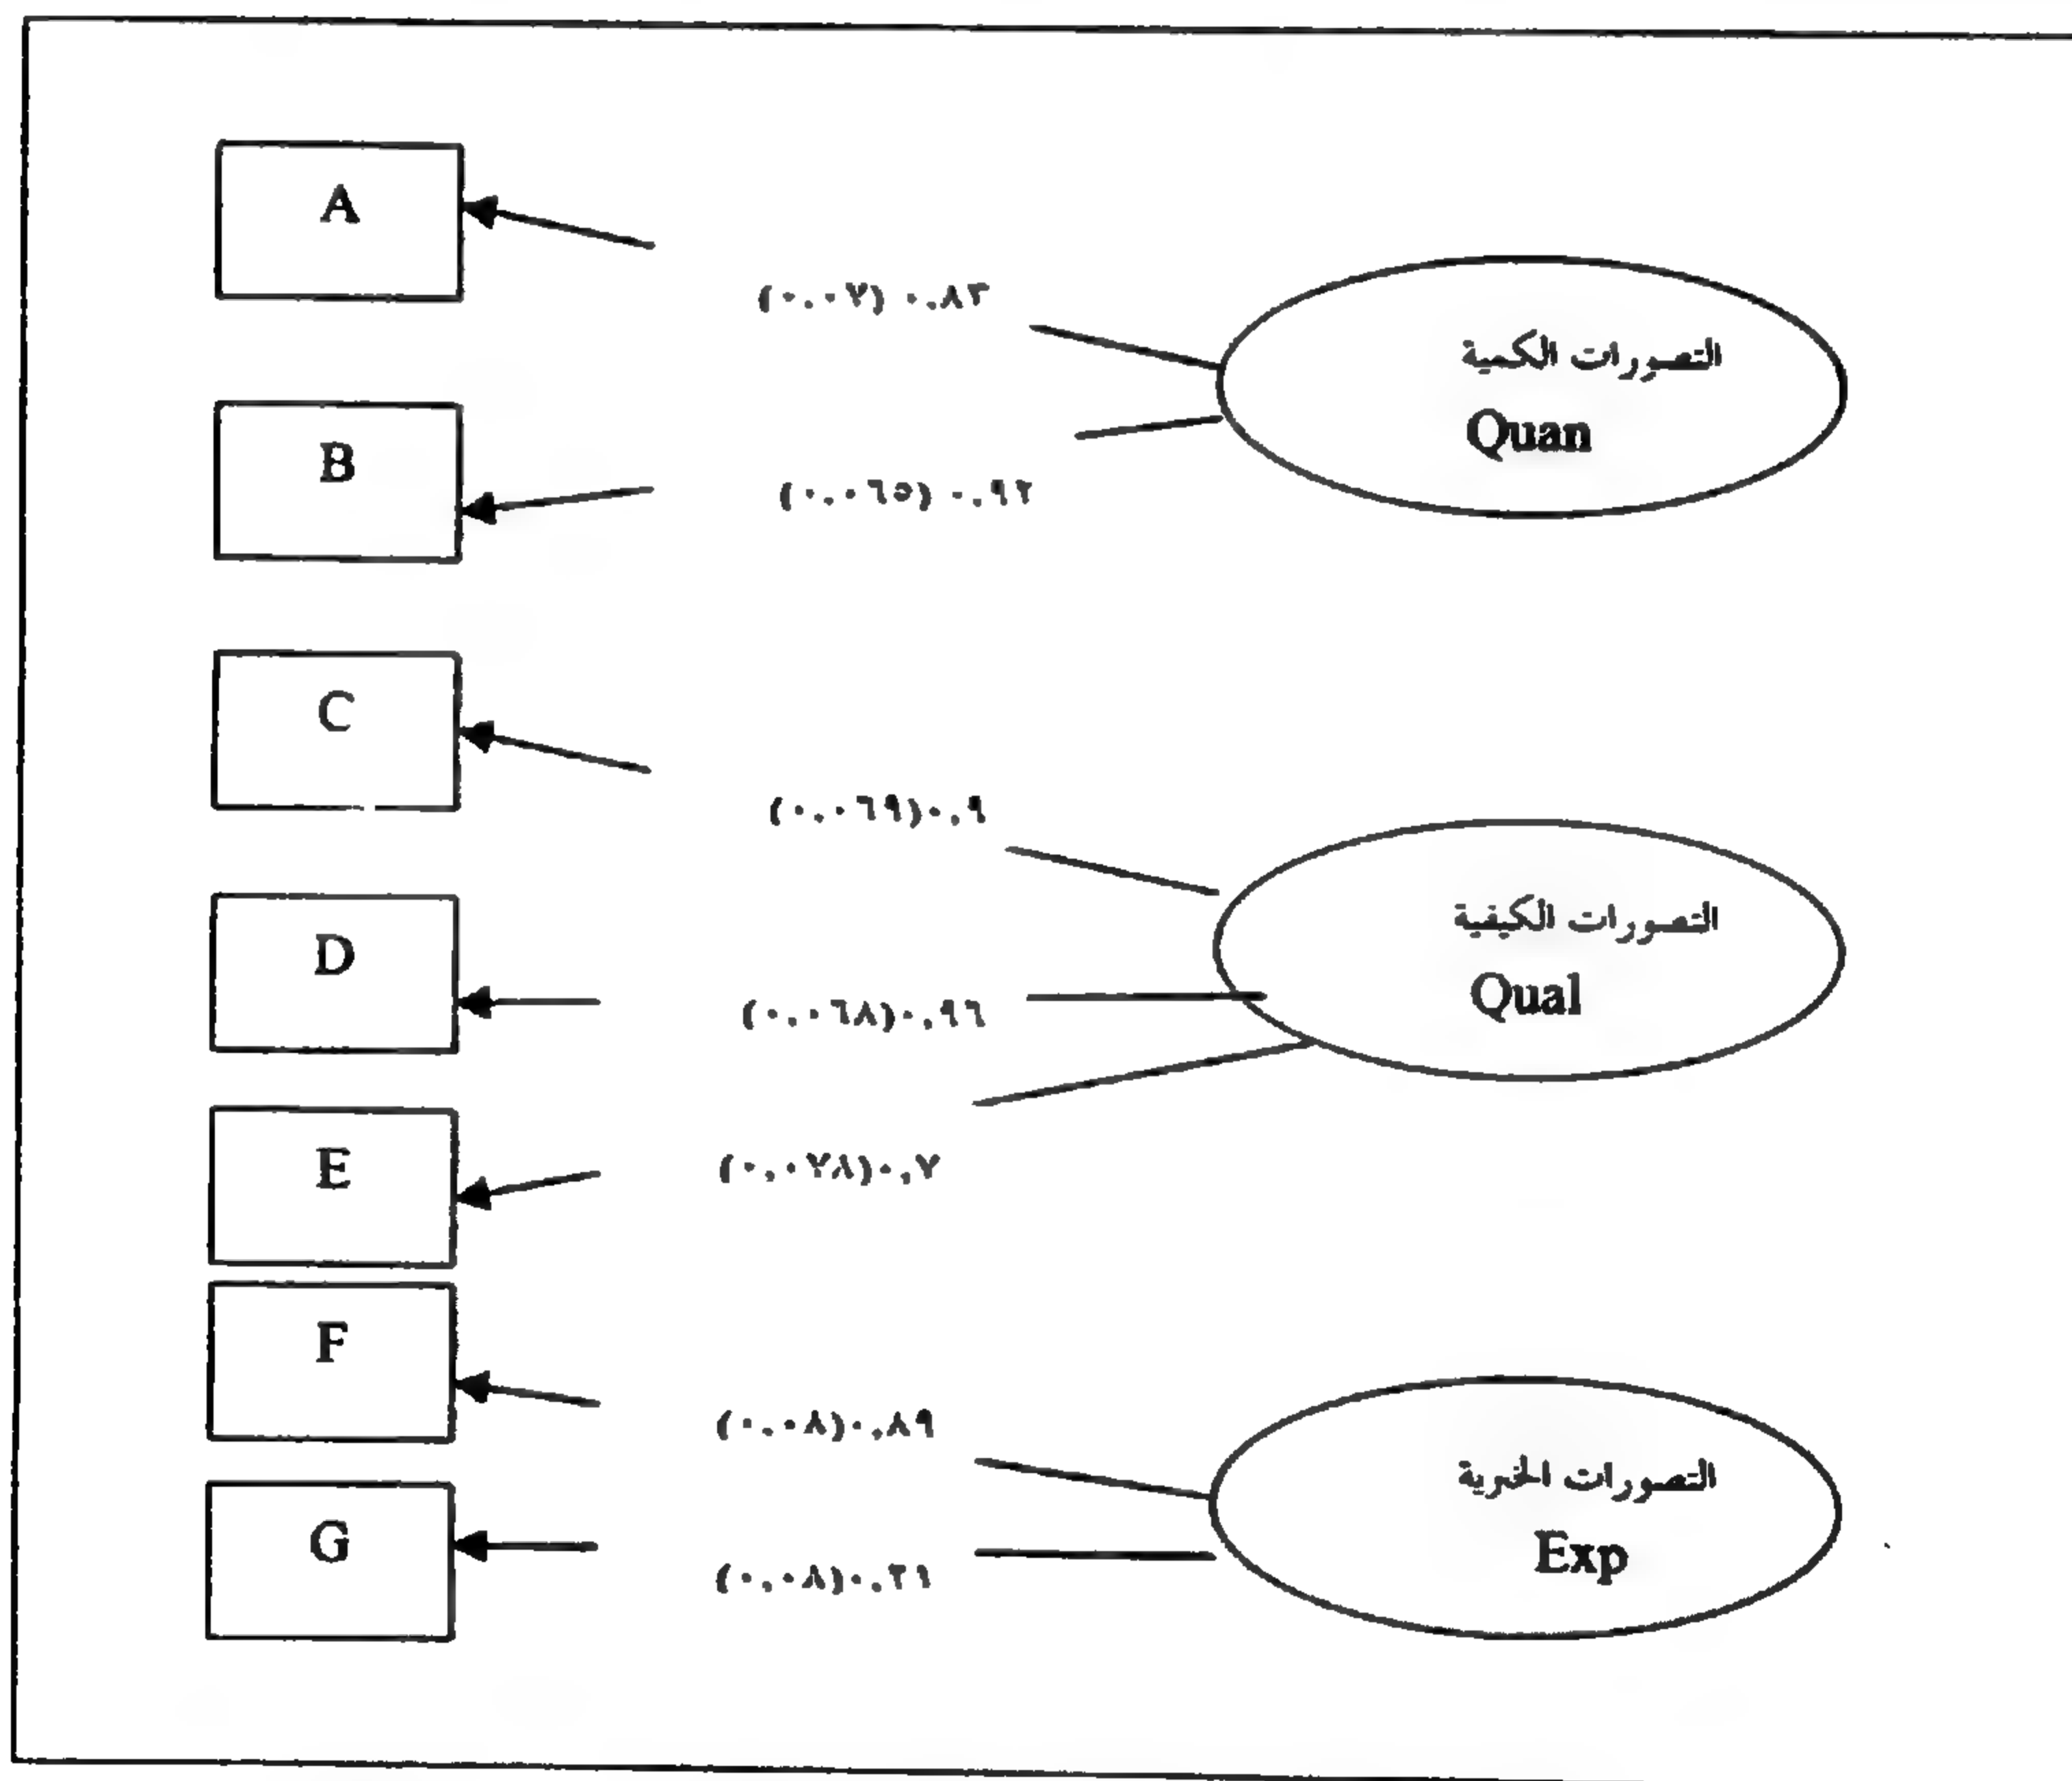 A
(٠.٠٧) ٠.٨٣
التصورات الكمية
Quan
B
(٠.٠٦٥) ٠.٩٢
C
(٠,٠٦٩)٠,٩
التصورات الكيفية
Qual
D
(٠,٠٦٨)٠,٩٦
E
(٠,٠٧٨)٠,٧
F
(٠,٠٨)٠,٨٩
التصورات الخبرية
Exp
G
(٠,٠٨)٠,٢١